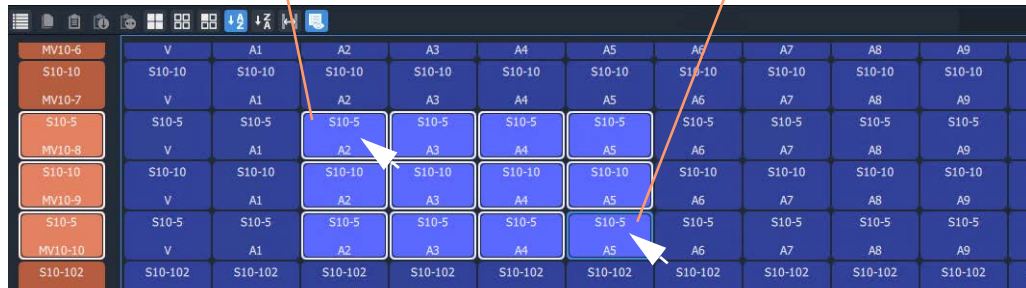 MV10-6 V A1 A2 A3 A4 A5 A6 A7 A8 A9
S10-10 S10-10 S10-10 S10-10 S10-10 S10-10 S10-10 S10-10 S10-10 S10-10 S10-10
MV10-7 V A1 A2 A3 A4 A5 A6 A7 A8 A9
S10-5 S10-5 S10-5 S10-5 S10-5 S10-5 S10-5 S10-5 S10-5 S10-5 S10-5
MV10-8 V A1 A2 A3 A4 A5 A6 A7 A8 A9
S10-10 S10-10 S10-10 S10-10 S10-10 S10-10 S10-10 S10-10 S10-10 S10-10 S10-10
MV10-9 V A1 A2 A3 A4 A5 A6 A7 A8 A9
S10-5 S10-5 S10-5 S10-5 S10-5 S10-5 S10-5 S10-5 S10-5 S10-5 S10-5
MV10-10 V A1 A2 A3 A4 A5 A6 A7 A8 A9
S10-102 S10-102 S10-102 S10-102 S10-102 S10-102 S10-102 S10-102 S10-102 S10-102 S10-102